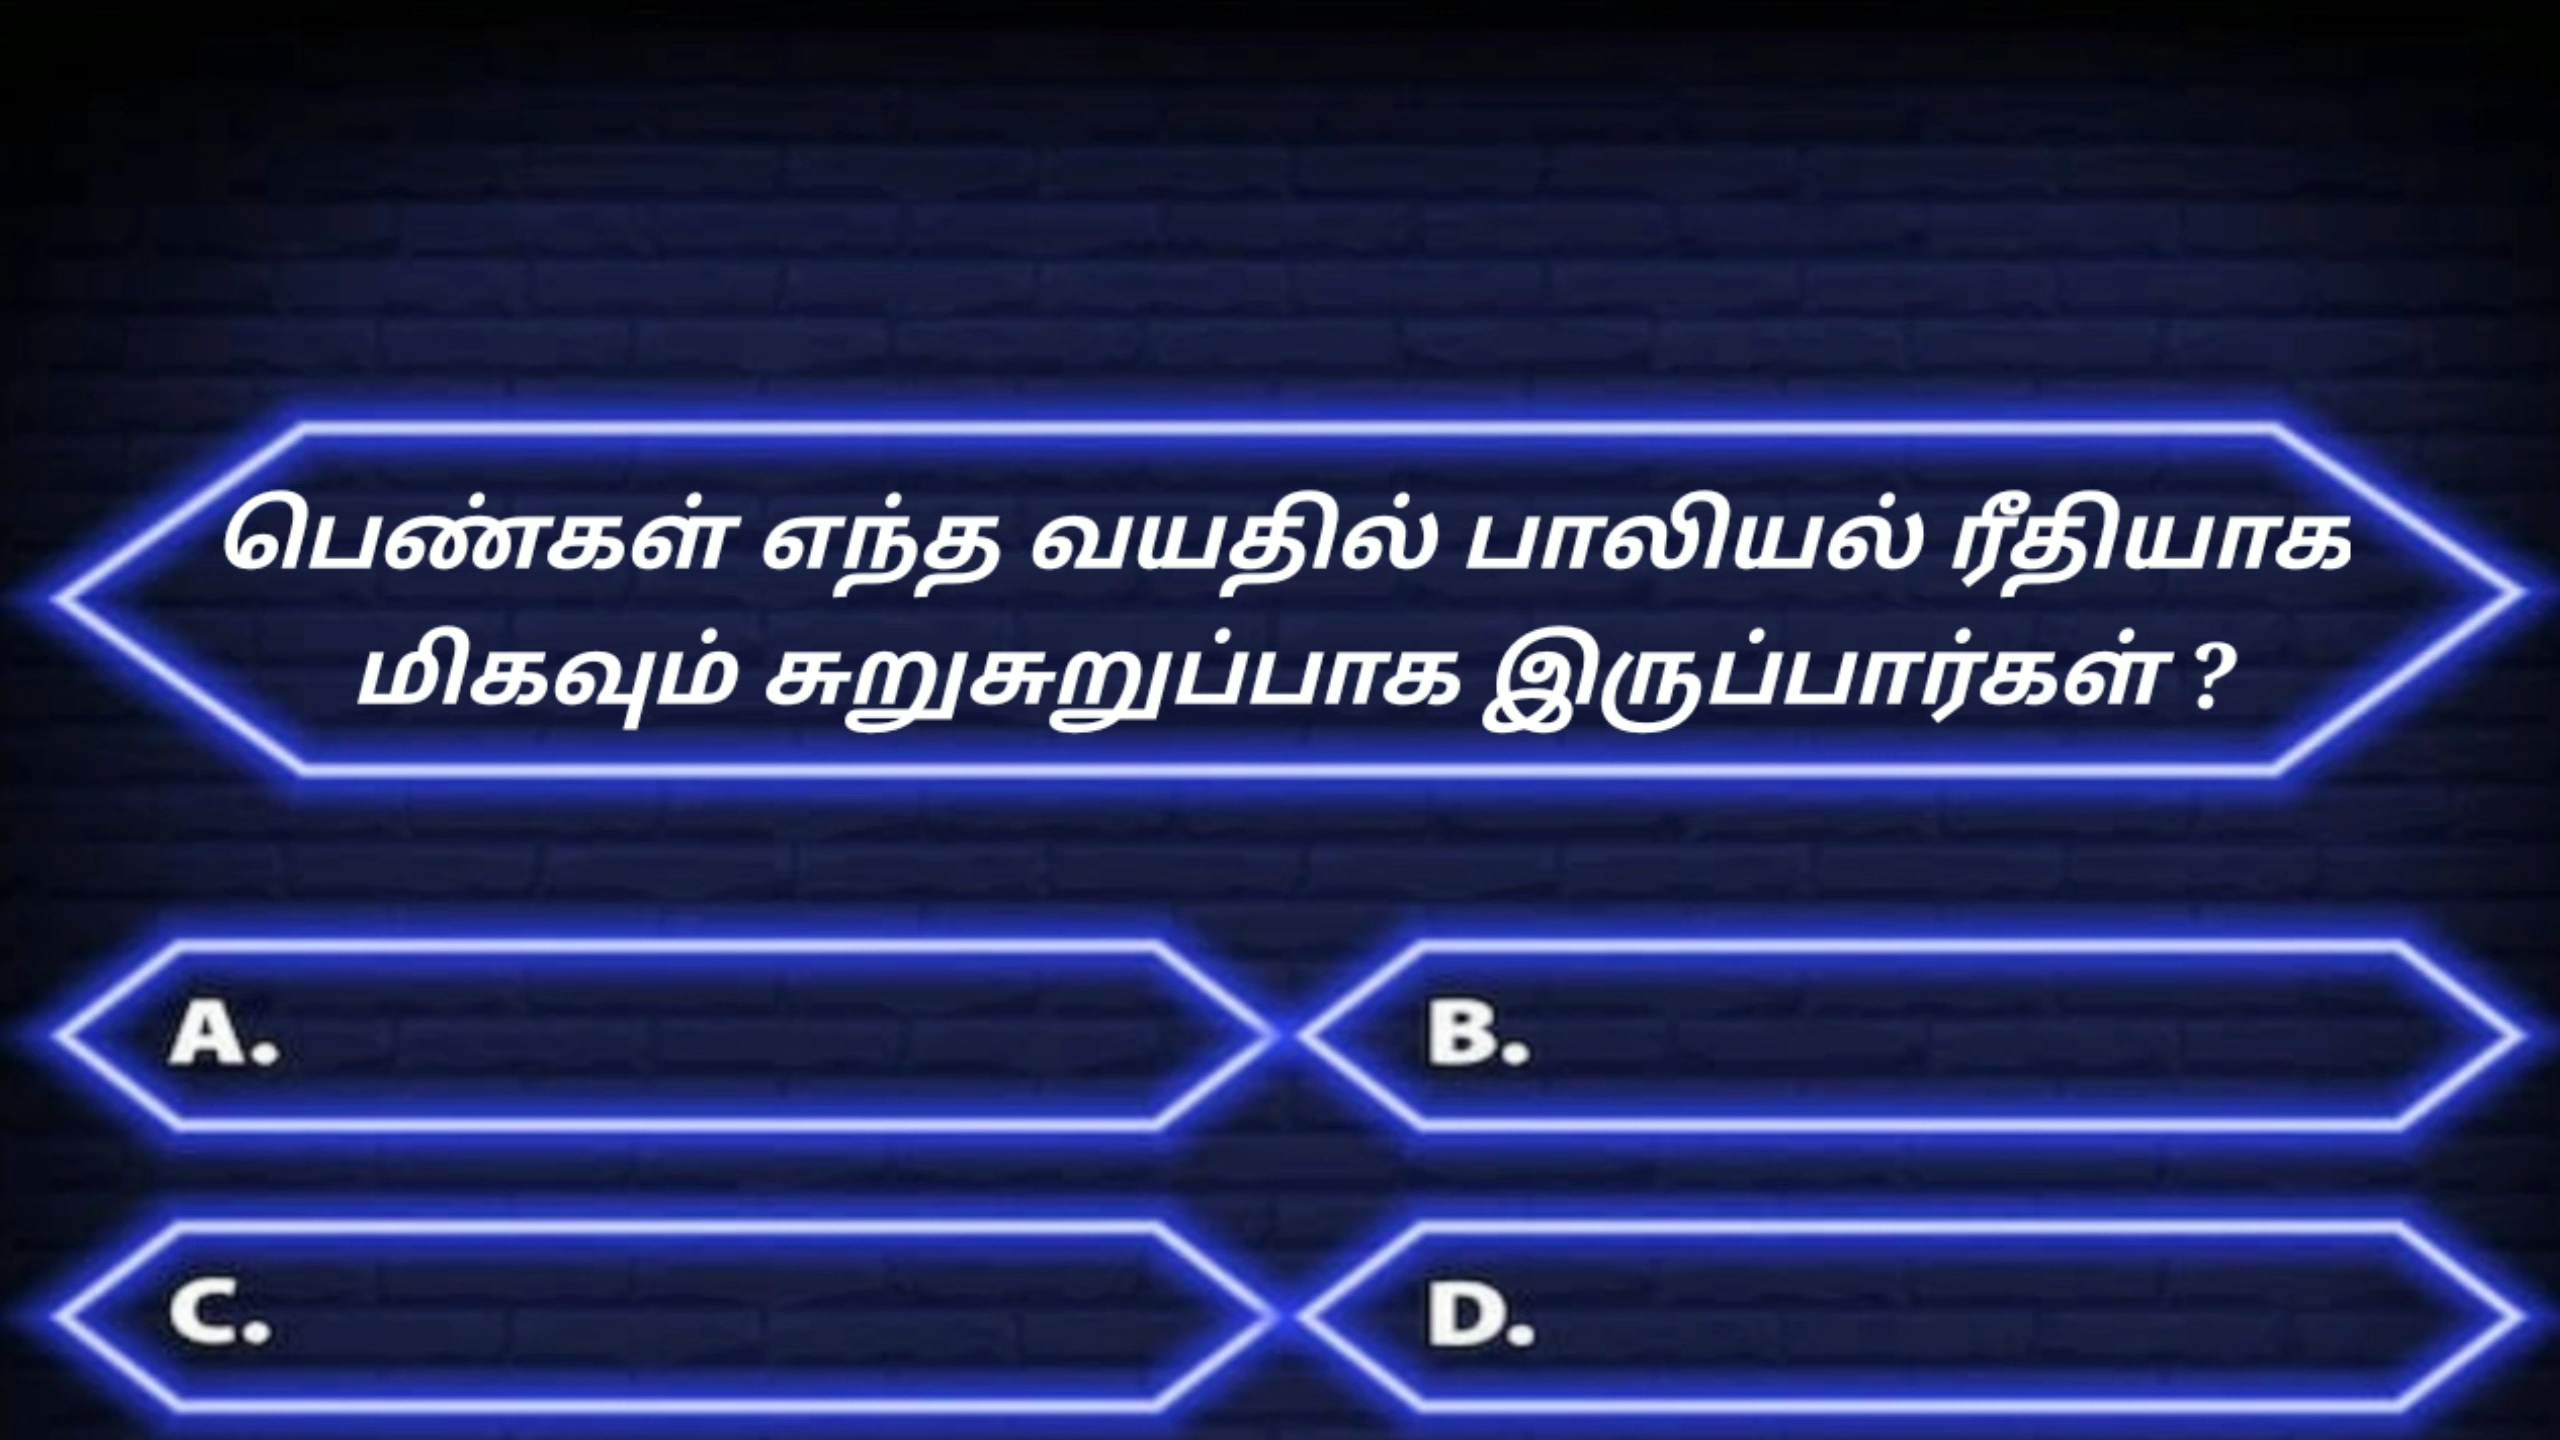 பெண்கள் எந்த வயதில் பாலியல் ரீதியாக
மிகவும் சுறுசுறுப்பாக இருப்பார்கள் ?
A.
B.
C.
D.